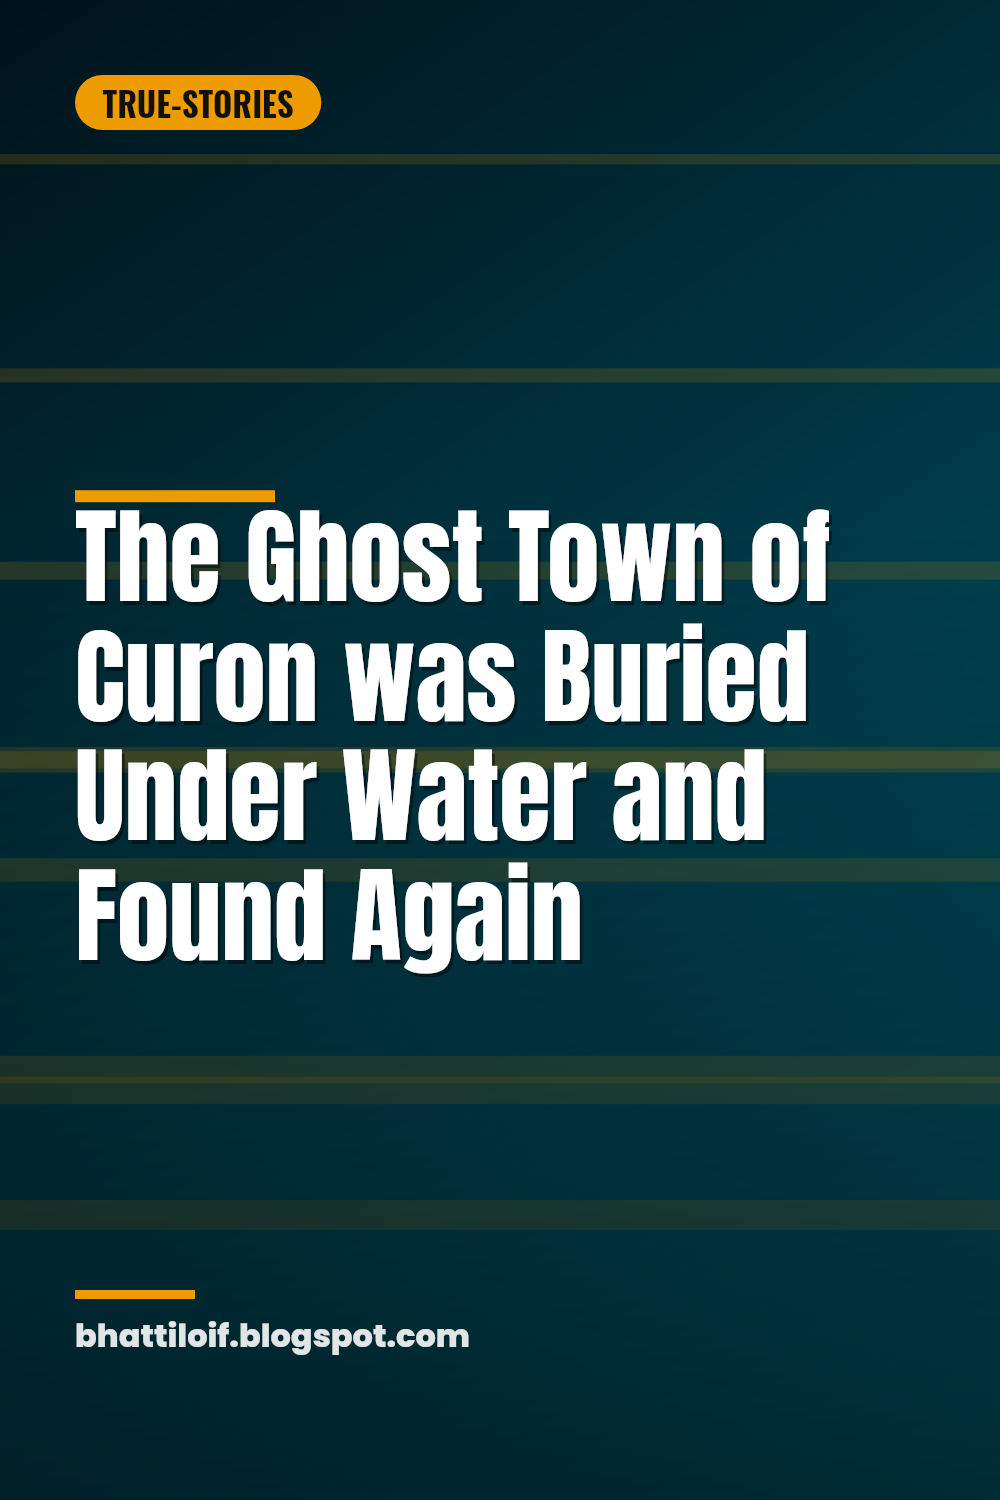 TRUE-STORIES
The Ghost Town of
Curon was Buried
Under Water and
Found Again
bhattiloif.blogspot.com